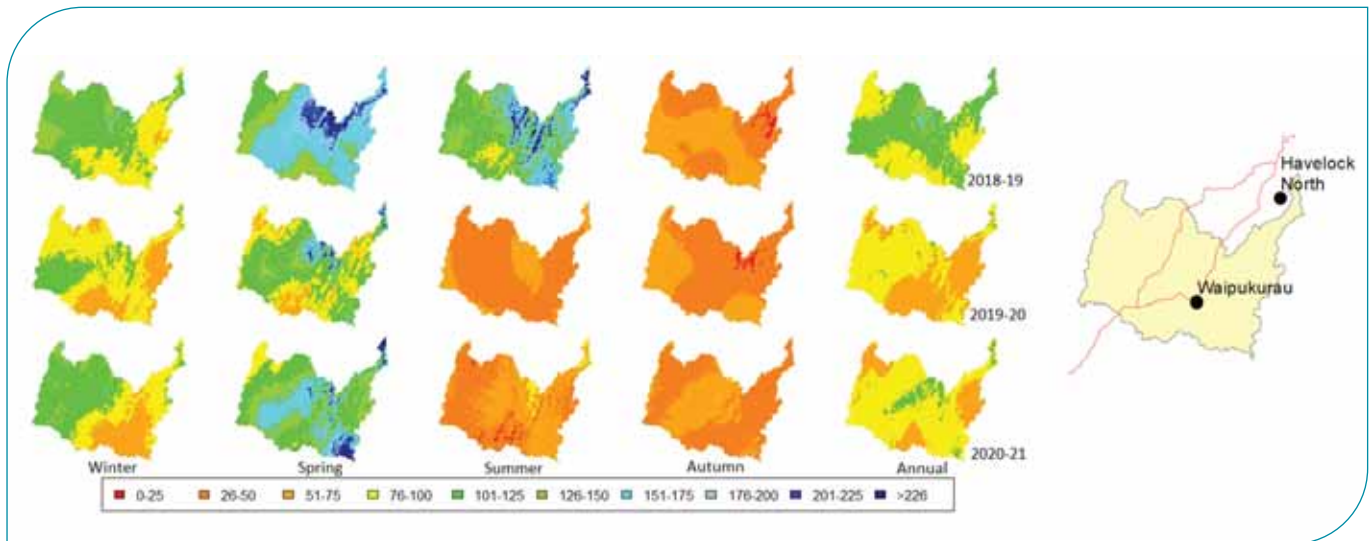 2018-19
Havelock
North
Waipukurau
2019-20
2020-21
Winter Spring Summer Autumn Annual
0-25 26-50 51-75 76-100 101-125 126-150 151-175 176-200 201-225 >226